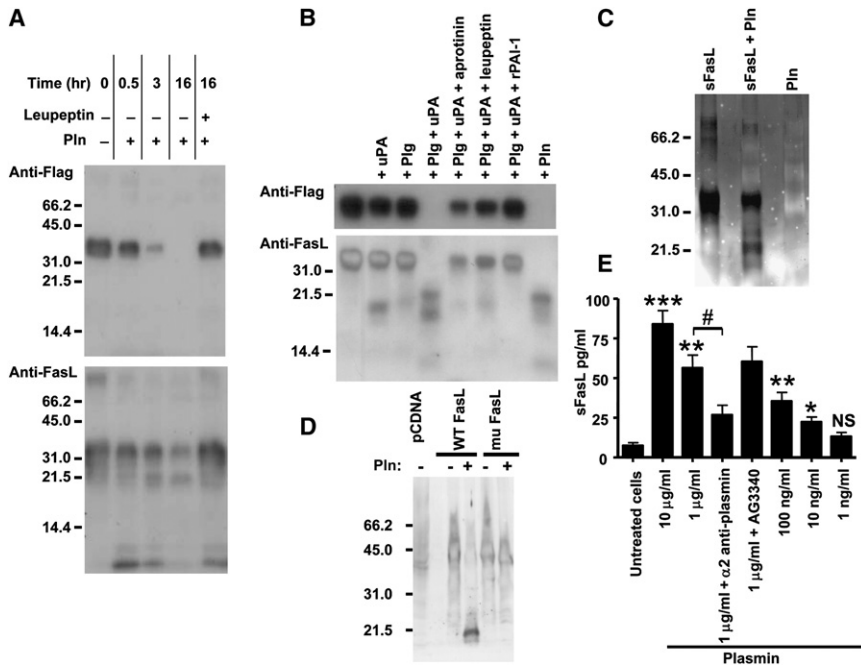 A
Time (hr) 0 0.5 3 16 16
Leupeptin – – – – +
Pln – + + + +
Anti-Flag
66.2
45.0
31.0
21.5
14.4
Anti-FasL
66.2
45.0
31.0
21.5
14.4
B
+ uPA
+ Plg
+ Plg + uPA
+ Plg + uPA + aprotinin
+ Plg + uPA + leupeptin
+ Plg + uPA + rPAI-1
+ Pln
Anti-Flag
Anti-FasL
31.0
21.5
14.4
C
sFasL
sFasL + Pln
Pln
66.2
45.0
31.0
21.5
D
pCDNA
WT FasL
mu FasL
Pln: - - + - +
66.2
45.0
31.0
21.5
E
sFasL pg/ml
100
75
50
25
0
***
**
#
**
*
NS
Untreated cells
10 μg/ml
1 μg/ml
1 μg/ml + α2 anti-plasmin
1 μg/ml + AG3340
100 ng/ml
10 ng/ml
1 ng/ml
Plasmin